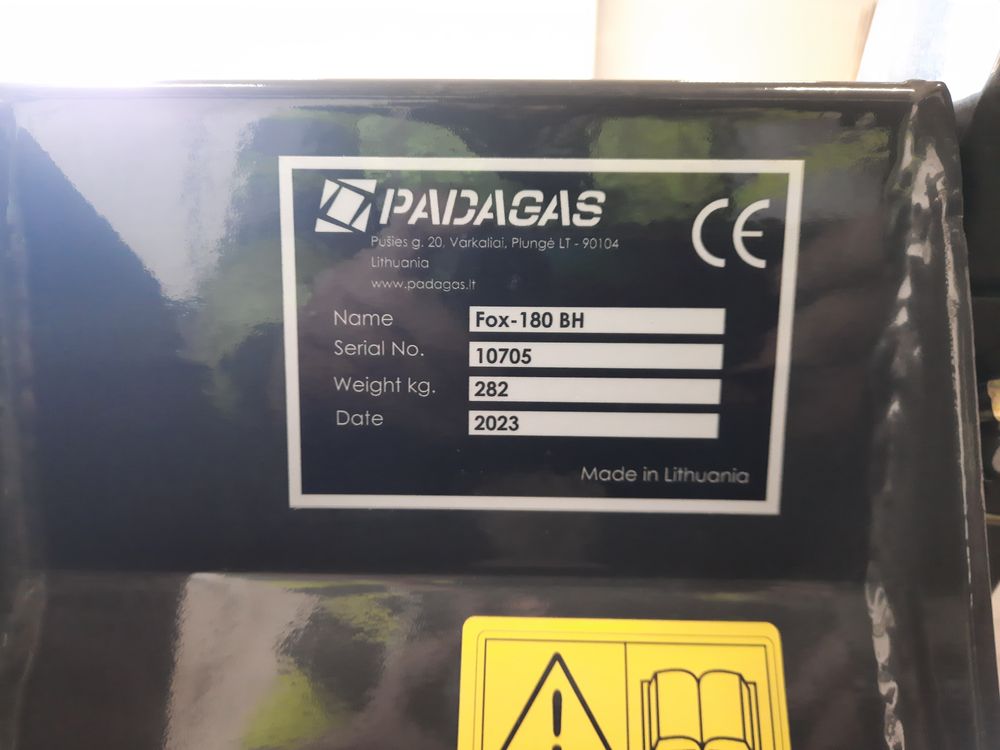 PADAGAS
Pušies g. 20, Varkaliai, Plungė LT - 90104
Lithuania
www.padagas.lt
CE
Name Fox-180 BH
Serial No. 10705
Weight kg. 282
Date 2023
Made in Lithuania
!